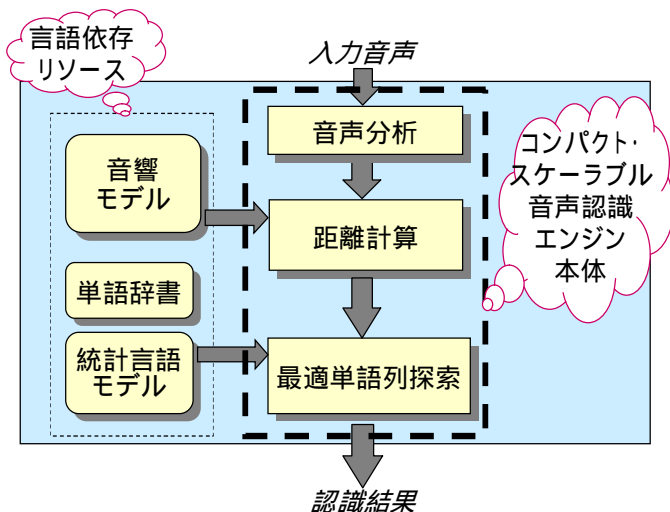 言語依存
リソース
入力音声
音声分析
音響
モデル
距離計算
コンパクト・
スケーラブル
音声認識
エンジン
本体
単語辞書
統計言語
モデル
最適単語列探索
認識結果